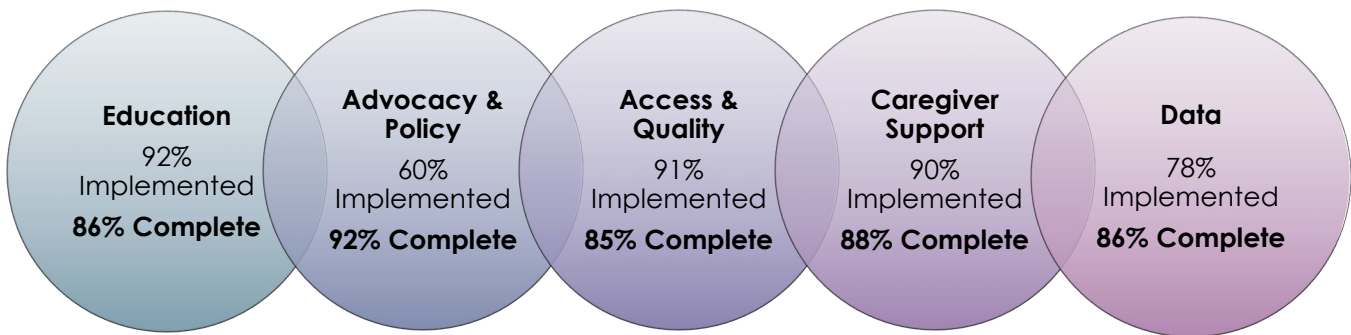 Education
92%
Implemented
86% Complete
Advocacy &
Policy
60%
Implemented
92% Complete
Access &
Quality
91%
Implemented
85% Complete
Caregiver
Support
90%
Implemented
88% Complete
Data
78%
Implemented
86% Complete